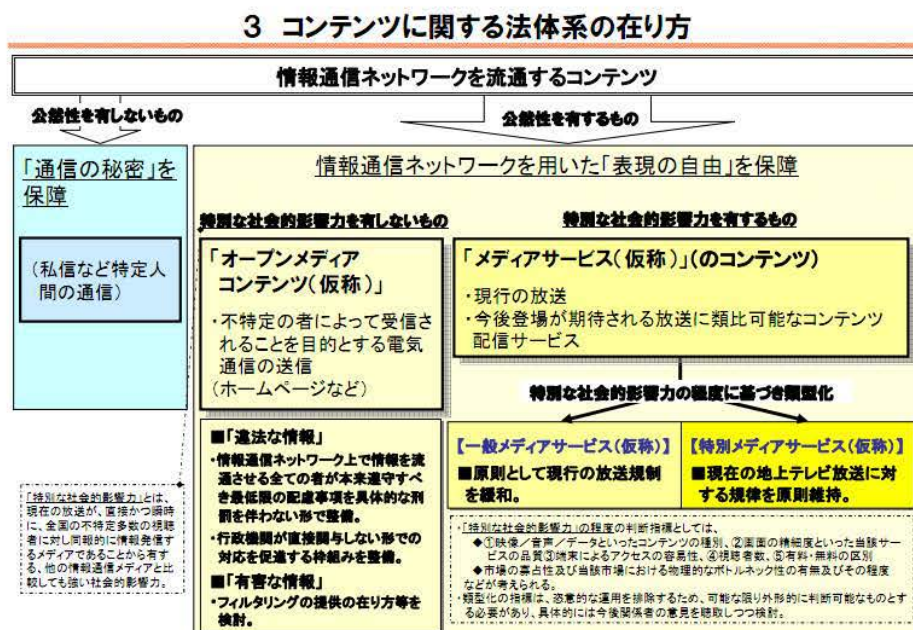 3 コンテンツに関する法体系の在り方
情報通信ネットワークを流通するコンテンツ
公然性を有しないもの
公然性を有するもの
「通信の秘密」を
保障
(私信など特定人
間の通信)
情報通信ネットワークを用いた「表現の自由」を保障
特別な社会的影響力を有しないもの
特別な社会的影響力を有するもの
「オープンメディア
コンテンツ(仮称)」
・不特定の者によって受信さ
れることを目的とする電気
通信の送信
(ホームページなど)
「メディアサービス(仮称)」(のコンテンツ)
・現行の放送
・今後登場が期待される放送に類比可能なコンテンツ
配信サービス
特別な社会的影響力の程度に基づき類型化
■「違法な情報」
・情報通信ネットワーク上で情報を流
通させる全ての者が本来遵守すべ
き最低限の配慮事項を具体的な刑
罰を伴わない形で整備。
・行政機関が直接関与しない形での
対応を促進する枠組みを整備。
■「有害な情報」
・フィルタリングの提供の在り方等を
検討。
【一般メディアサービス(仮称)】
■原則として現行の放送規制
を緩和。
【特別メディアサービス(仮称)】
■現在の地上テレビ放送に対
する規律を原則維持。
「特別な社会的影響力」とは、
現在の放送が、直接かつ瞬時
に、全国の不特定多数の視聴
者に対し同報的に情報発信す
るメディアであることから有す
る、他の情報通信メディアと比
較しても強い社会的影響力。
・「特別な社会的影響力」の程度の判断指標としては、
◆①映像/音声/データといったコンテンツの種別、②画面の精細度といった当該サー
ビスの品質③端末によるアクセスの容易性、④視聴者数、⑤有料・無料の区別
◆市場の寡占性及び当該市場における物理的なボトルネック性の有無及びその程度
などが考えられる。
・類型化の指標は、恣意的な運用を排除するため、可能な限り外形的に判断可能なものとす
る必要があり、具体的には今後関係者の意見を聴取しつつ検討。